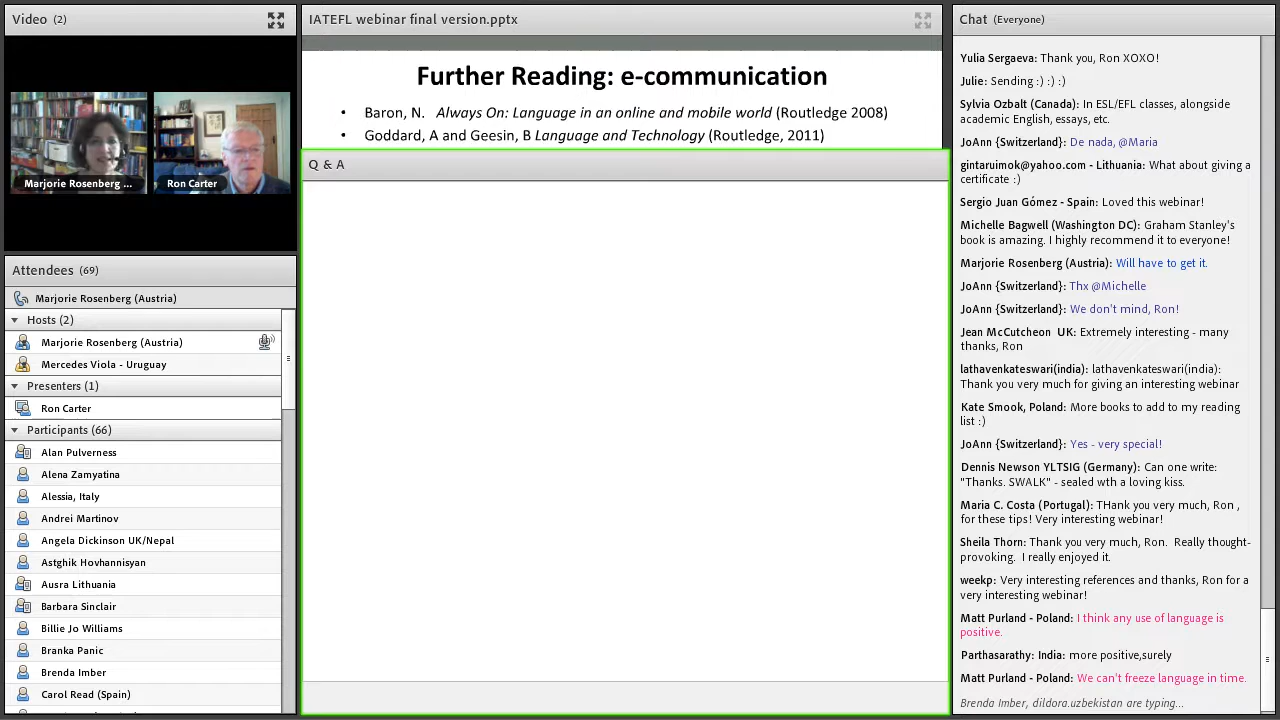 Video (2)
Marjorie Rosenberg ...
Ron Carter
Attendees (69)
Marjorie Rosenberg (Austria)
Hosts (2)
Marjorie Rosenberg (Austria)
Mercedes Viola - Uruguay
Presenters (1)
Ron Carter
Participants (66)
Alan Pulverness
Alena Zamyatina
Alessia, Italy
Andrei Martinov
Angela Dickinson UK/Nepal
Astghik Hovhannisyan
Ausra Lithuania
Barbara Sinclair
Billie Jo Williams
Branka Panic
Brenda Imber
Carol Read (Spain)
IATEFL webinar final version.pptx
Further Reading: e-communication
• Baron, N. Always On: Language in an online and mobile world (Routledge 2008)
• Goddard, A and Geesin, B Language and Technology (Routledge, 2011)
Q & A
Chat (Everyone)
Yulia Sergaeva: Thank you, Ron XOXO!
Julie: Sending :) :) :)
Sylvia Ozbalt (Canada): In ESL/EFL classes, alongside
academic English, essays, etc.
JoAnn {Switzerland}: De nada, @Maria
gintaruimok@yahoo.com - Lithuania: What about giving a
certificate :)
Sergio Juan Gómez - Spain: Loved this webinar!
Michelle Bagwell (Washington DC): Graham Stanley's
book is amazing. I highly recommend it to everyone!
Marjorie Rosenberg (Austria): Will have to get it.
JoAnn {Switzerland}: Thx @Michelle
JoAnn {Switzerland}: We don't mind, Ron!
Jean McCutcheon UK: Extremely interesting - many
thanks, Ron
lathavenkateswari(india): lathavenkateswari(india):
Thank you very much for giving an interesting webinar
Kate Smook, Poland: More books to add to my reading
list :)
JoAnn {Switzerland}: Yes - very special!
Dennis Newson YLTSIG (Germany): Can one write:
"Thanks. SWALK" - sealed wth a loving kiss.
Maria C. Costa (Portugal): THank you very much, Ron ,
for these tips! Very interesting webinar!
Sheila Thorn: Thank you very much, Ron. Really thought-
provoking. I really enjoyed it.
weekp: Very interesting references and thanks, Ron for a
very interesting webinar!
Matt Purland - Poland: I think any use of language is
positive.
Parthasarathy: India: more positive,surely
Matt Purland - Poland: We can't freeze language in time.
Brenda Imber, dildora.uzbekistan are typing...